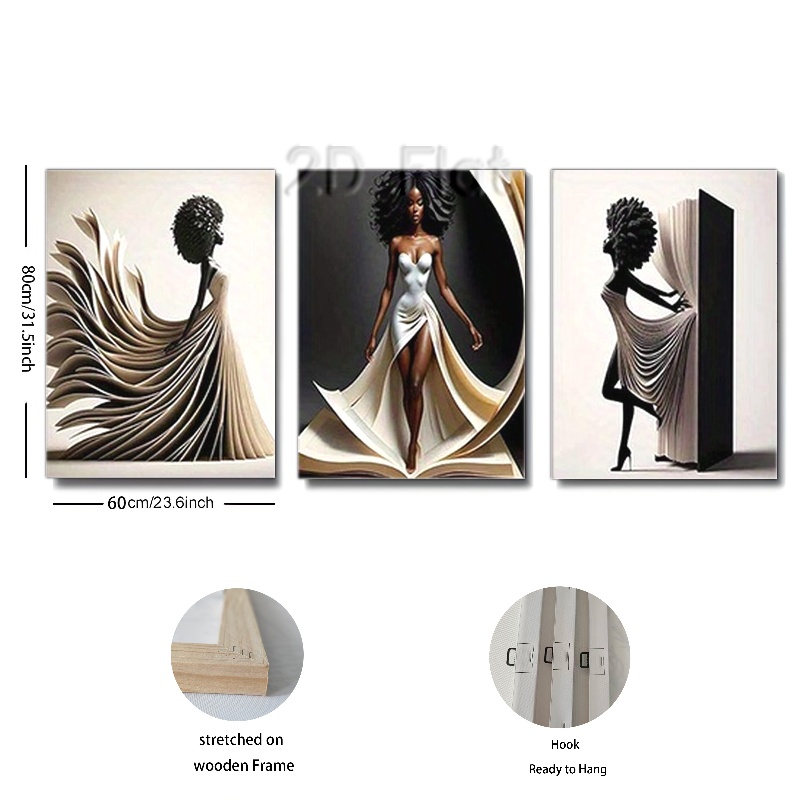 2D Flat
80cm/31.5inch
60cm/23.6inch
stretched on
wooden Frame
Hook
Ready to Hang